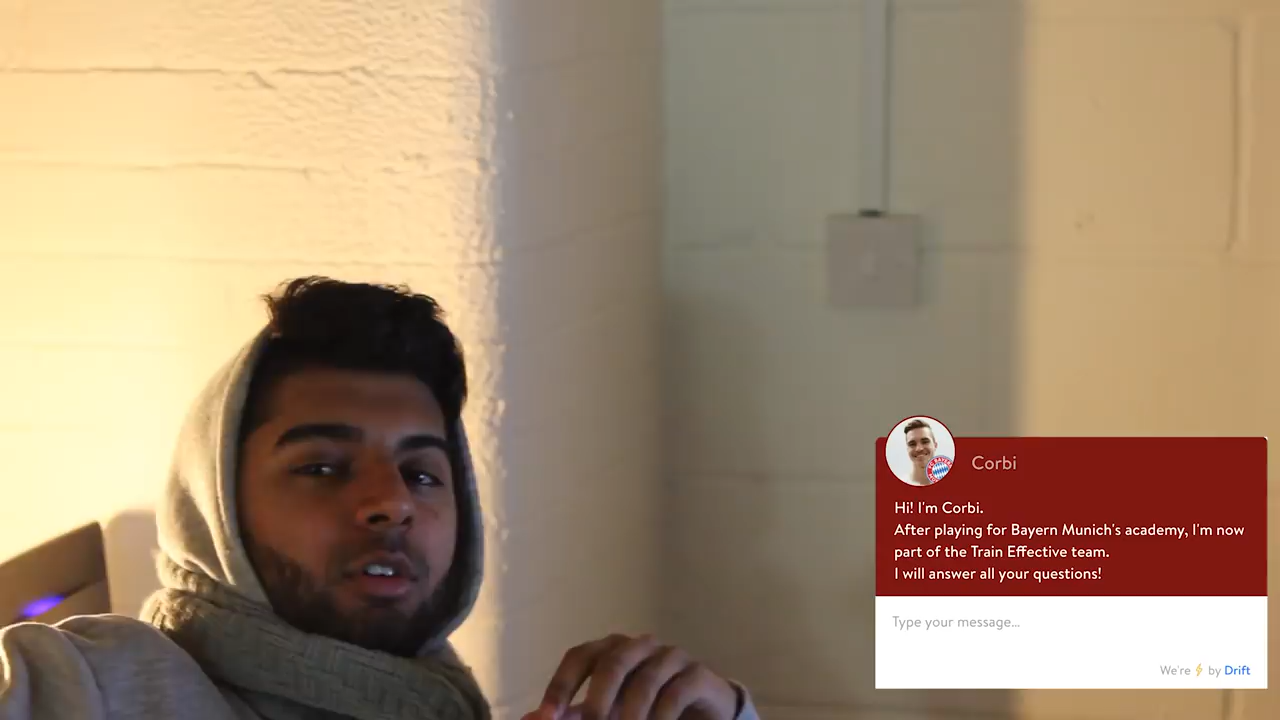 Corbi
Hi! I'm Corbi.
After playing for Bayern Munich's academy, I'm now
part of the Train Effective team.
I will answer all your questions!
Type your message...
We're⚡by Drift